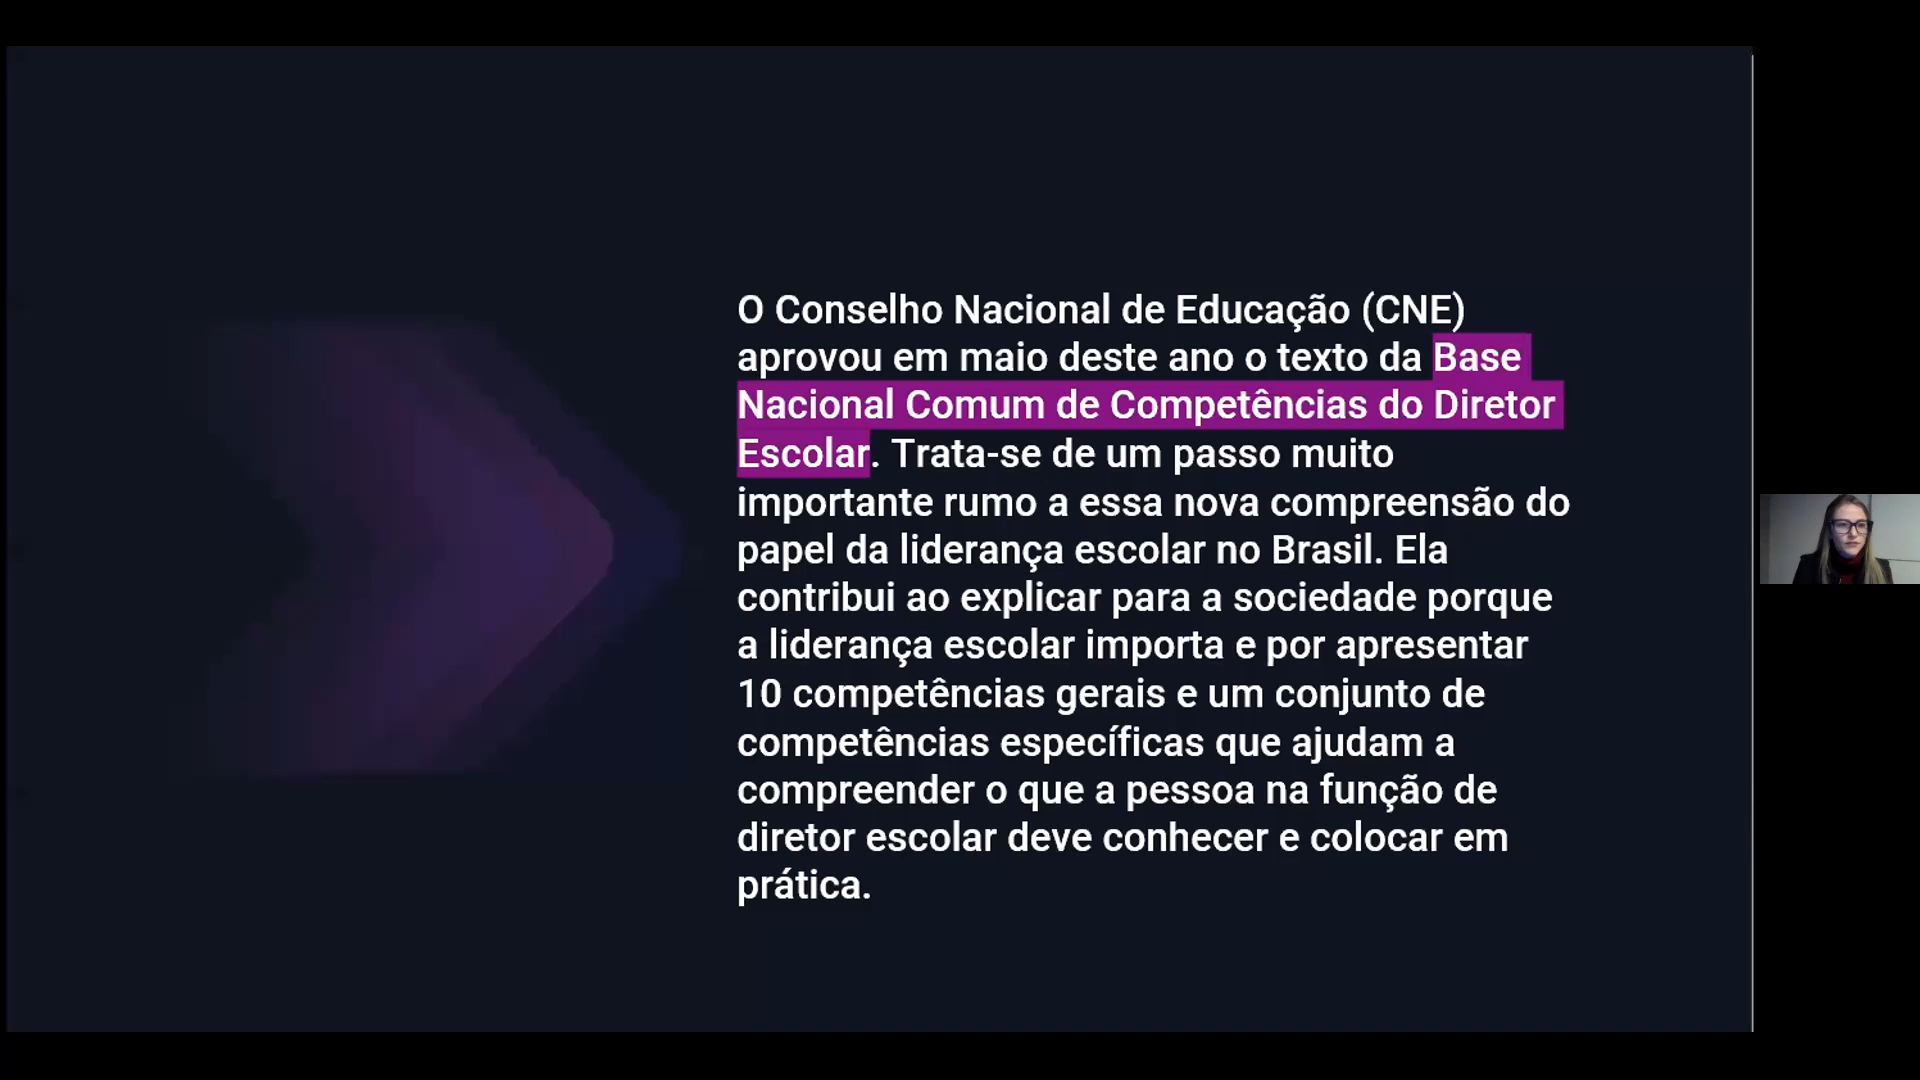 O Conselho Nacional de Educação (CNE)
aprovou em maio deste ano o texto da Base
Nacional Comum de Competências do Diretor
Escolar. Trata-se de um passo muito
importante rumo a essa nova compreensão do
papel da liderança escolar no Brasil. Ela
contribui ao explicar para a sociedade porque
a liderança escolar importa e por apresentar
10 competências gerais e um conjunto de
competências específicas que ajudam a
compreender o que a pessoa na função de
diretor escolar deve conhecer e colocar em
prática.